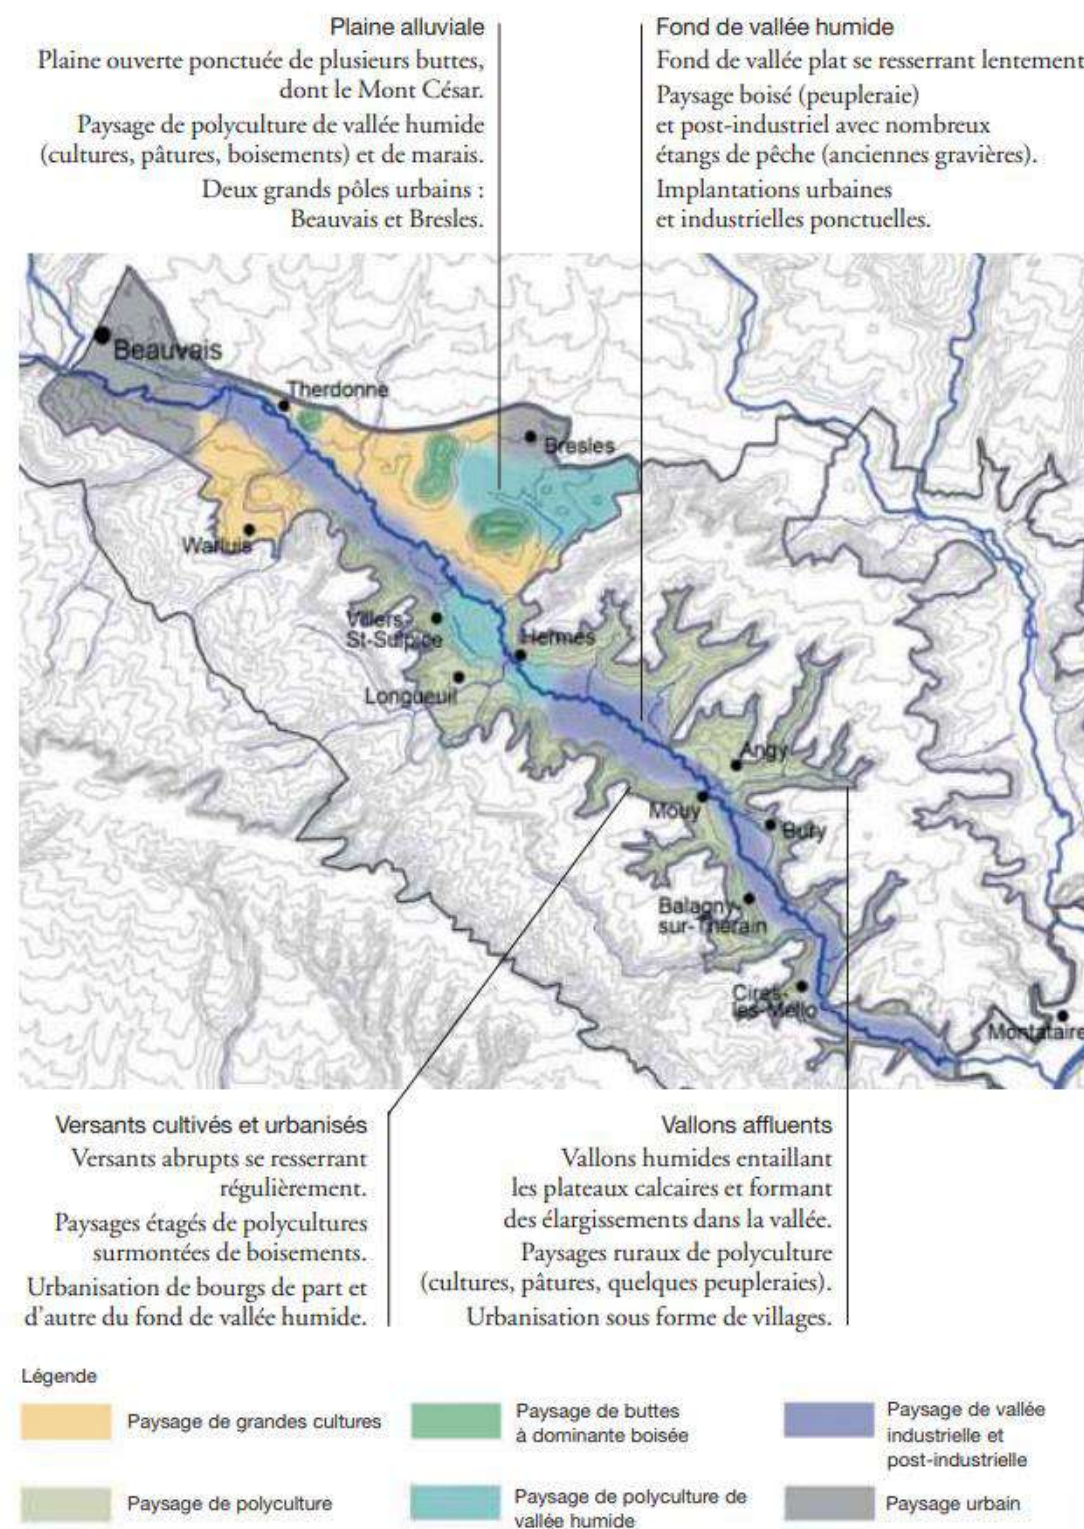 Plaine alluviale
Plaine ouverte ponctuée de plusieurs buttes,
dont le Mont César.
Paysage de polyculture de vallée humide
(cultures, pâtures, boisements) et de marais.
Deux grands pôles urbains :
Beauvais et Bresles.
Fond de vallée humide
Fond de vallée plat se resserrant lentement
Paysage boisé (peupleraie)
et post-industriel avec nombreux
étangs de pêche (anciennes gravières).
Implantations urbaines
et industrielles ponctuelles.
Beauvais
Therdonne
Bresles
Warluis
Villers-
St-Sulpice
Hermes
Longueuil
Angy
Mouy
Bury
Balagny-
sur-Thérain
Cires-
les-Mello
Montataire
Versants cultivés et urbanisés
Versants abrupts se resserrant
régulièrement.
Paysages étagés de polycultures
surmontées de boisements.
Urbanisation de bourgs de part et
d'autre du fond de vallée humide.
Vallons affluents
Vallons humides entaillant
les plateaux calcaires et formant
des élargissements dans la vallée.
Paysages ruraux de polyculture
(cultures, pâtures, quelques peupleraies).
Urbanisation sous forme de villages.
Légende
Paysage de grandes cultures
Paysage de buttes
à dominante boisée
Paysage de vallée
industrielle et
post-industrielle
Paysage de polyculture
Paysage de polyculture de
vallée humide
Paysage urbain